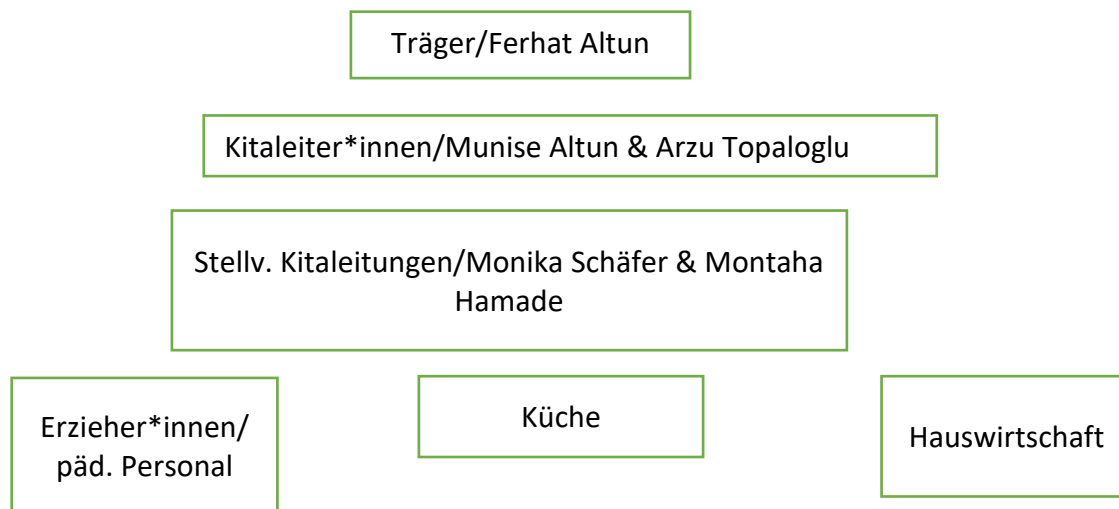 Träger/Ferhat Altun
Kitaleiter*innen/Munise Altun & Arzu Topaloglu
Stellv. Kitaleitungen/Monika Schäfer & Montaha
Hamade
Erzieher*innen/
päd. Personal
Küche
Hauswirtschaft